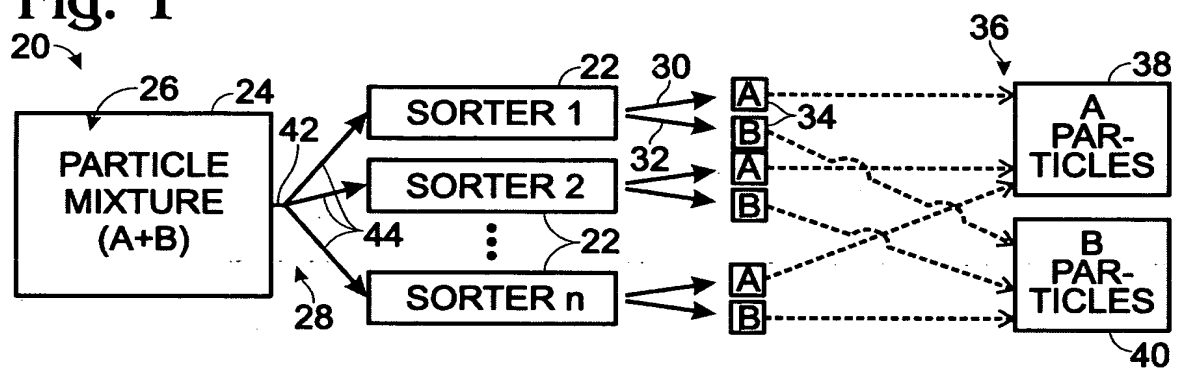 Fig. 1
20
26
24
42
PARTICLE
MIXTURE
(A+B)
28
44
22
SORTER 1
SORTER 2
22
SORTER n
30
32
A
B
34
A
B
A
B
36
38
A
PAR-
TICLES
B
PAR-
TICLES
40